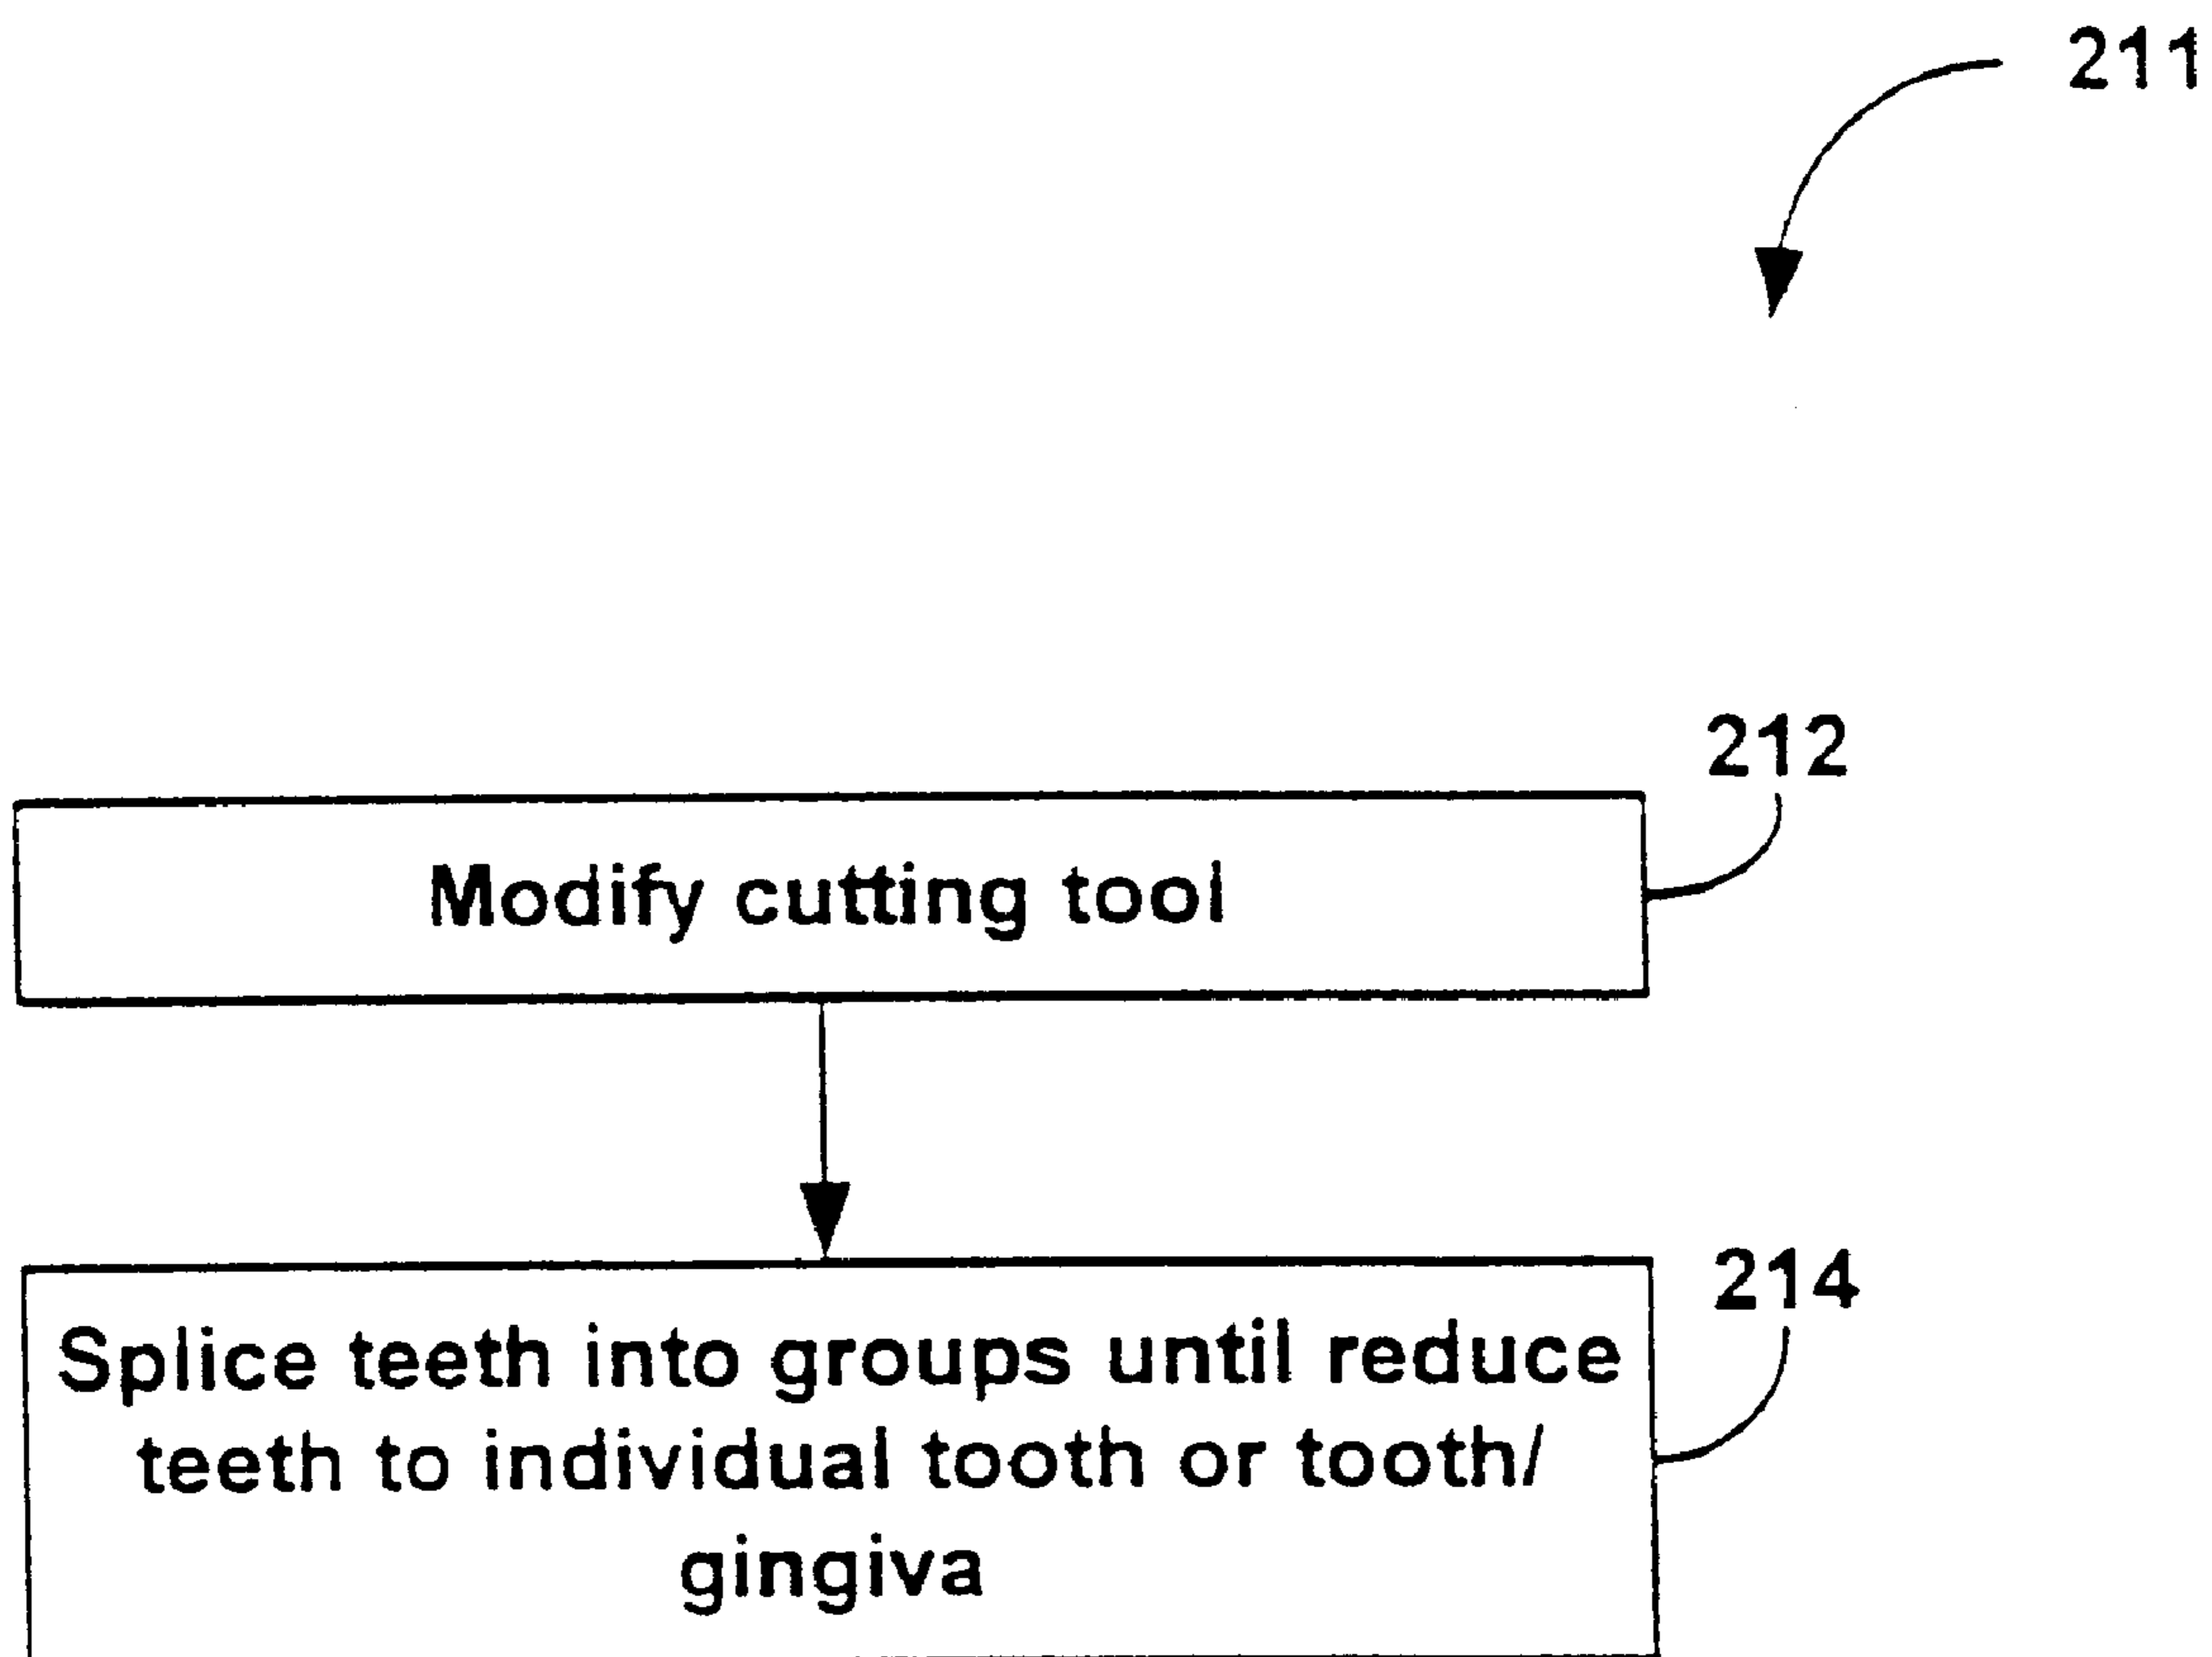 211
212
Modify cutting tool
214
Splice teeth into groups until reduce
teeth to individual tooth or tooth/
gingiva